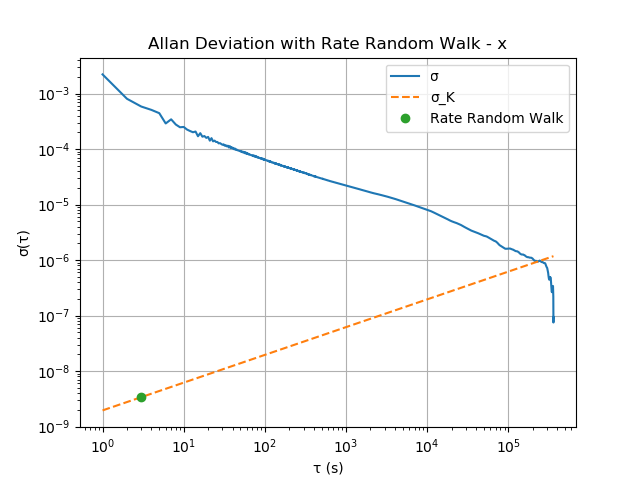 Allan Deviation with Rate Random Walk - x
σ
σ_K
Rate Random Walk
σ(τ)
10⁻³
10⁻⁴
10⁻⁵
10⁻⁶
10⁻⁷
10⁻⁸
10⁻⁹
10⁰ 10¹ 10² 10³ 10⁴ 10⁵
τ (s)